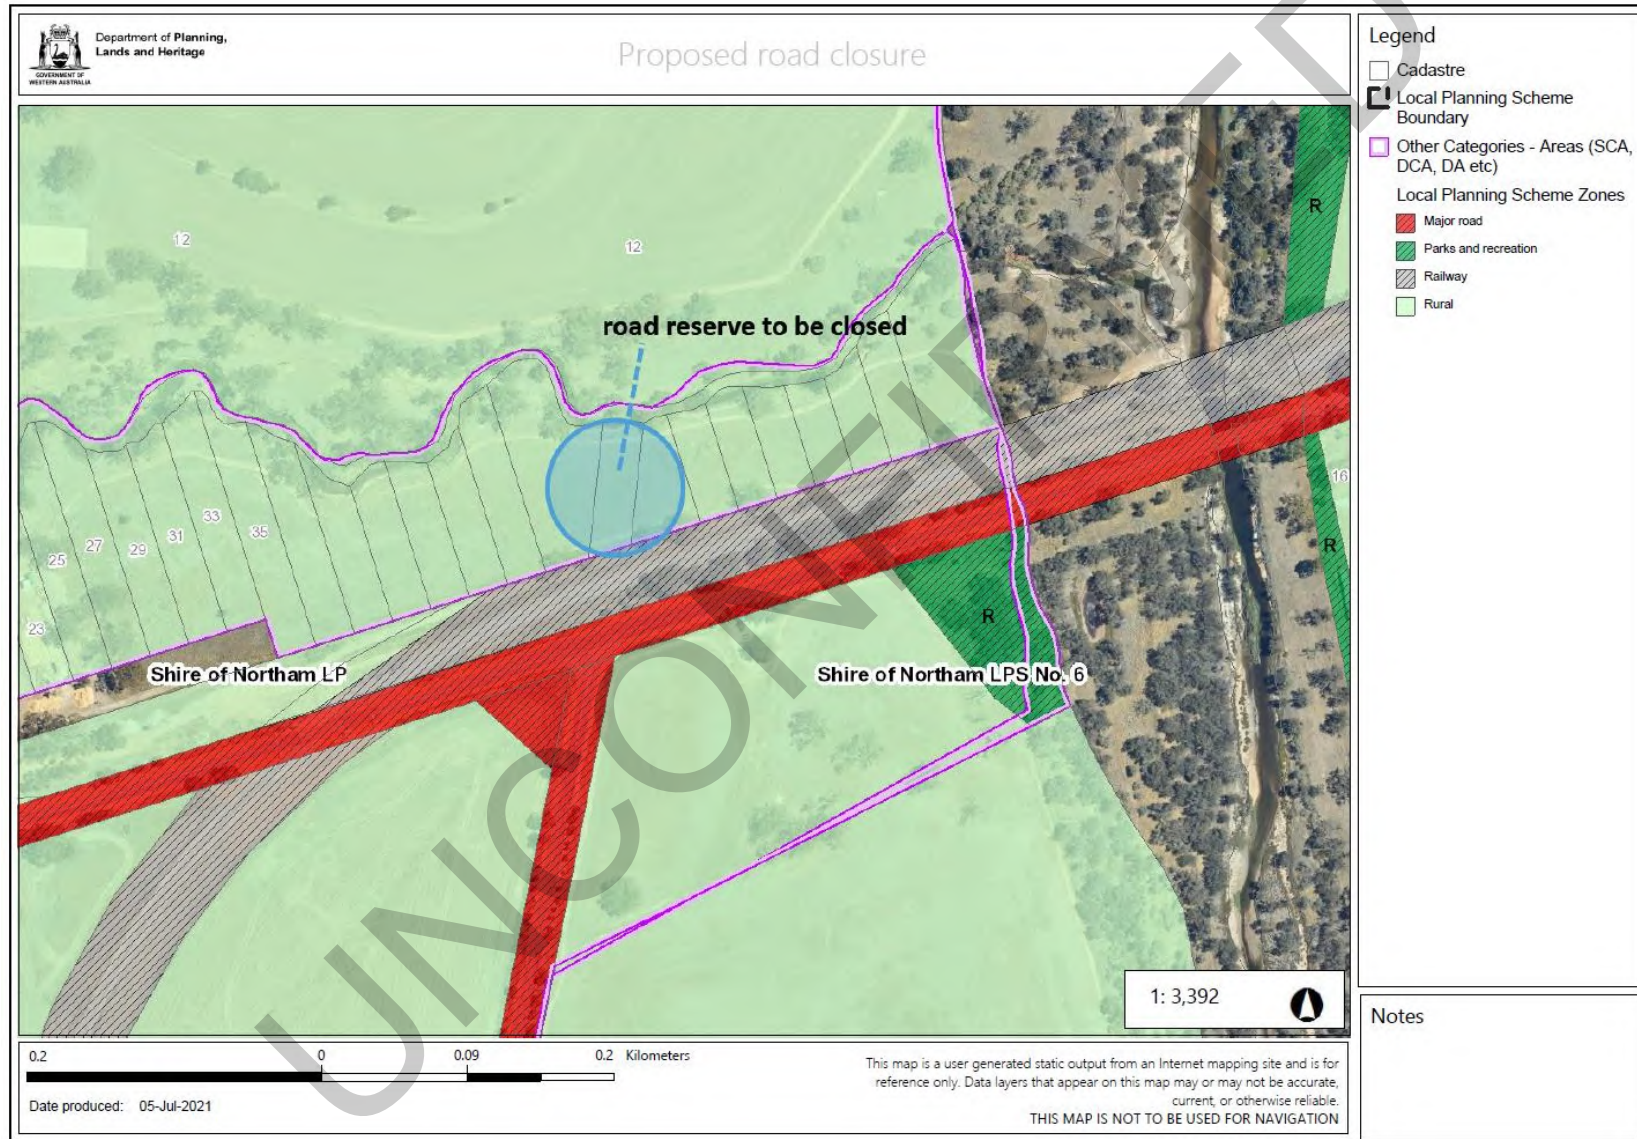 Department of Planning,
Lands and Heritage
GOVERNMENT OF
WESTERN AUSTRALIA
Proposed road closure
Legend
Cadastre
Local Planning Scheme
Boundary
Other Categories - Areas (SCA,
DCA, DA etc)
Local Planning Scheme Zones
Major road
Parks and recreation
Railway
Rural
R
12
12
road reserve to be closed
16
R
33
31
35
29
27
25
23
R
Shire of Northam LP
Shire of Northam LPS No. 6
1: 3,392
Notes
0.2
0
0.09
0.2 Kilometers
Date produced: 05-Jul-2021
This map is a user generated static output from an Internet mapping site and is for
reference only. Data layers that appear on this map may or may not be accurate,
current, or otherwise reliable.
THIS MAP IS NOT TO BE USED FOR NAVIGATION
UNCONFIRMED